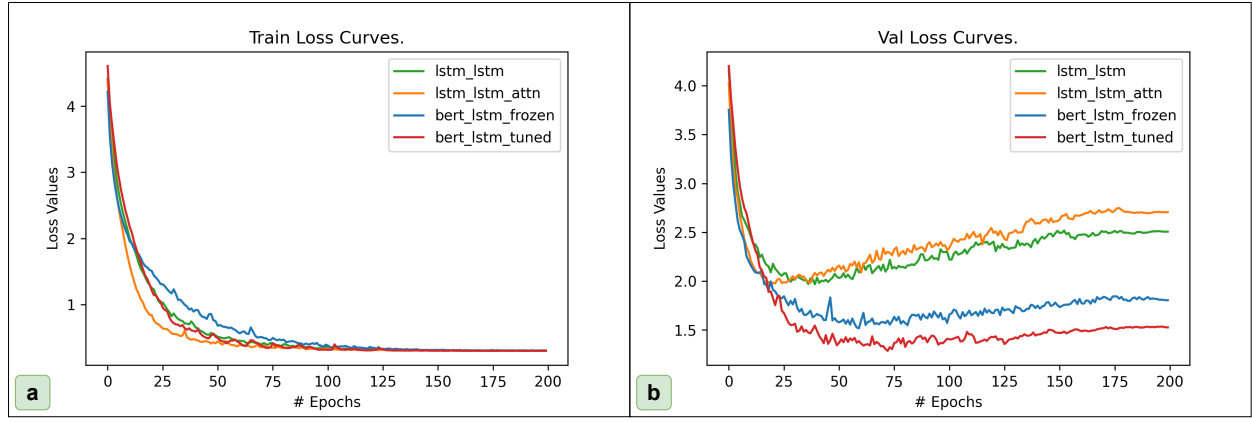 Train Loss Curves.
Loss Values
4
3
2
1
lstm_lstm
lstm_lstm_attn
bert_lstm_frozen
bert_lstm_tuned
0 25 50 75 100 125 150 175 200
# Epochs
a
Val Loss Curves.
Loss Values
4.0
3.5
3.0
2.5
2.0
1.5
lstm_lstm
lstm_lstm_attn
bert_lstm_frozen
bert_lstm_tuned
0 25 50 75 100 125 150 175 200
# Epochs
b